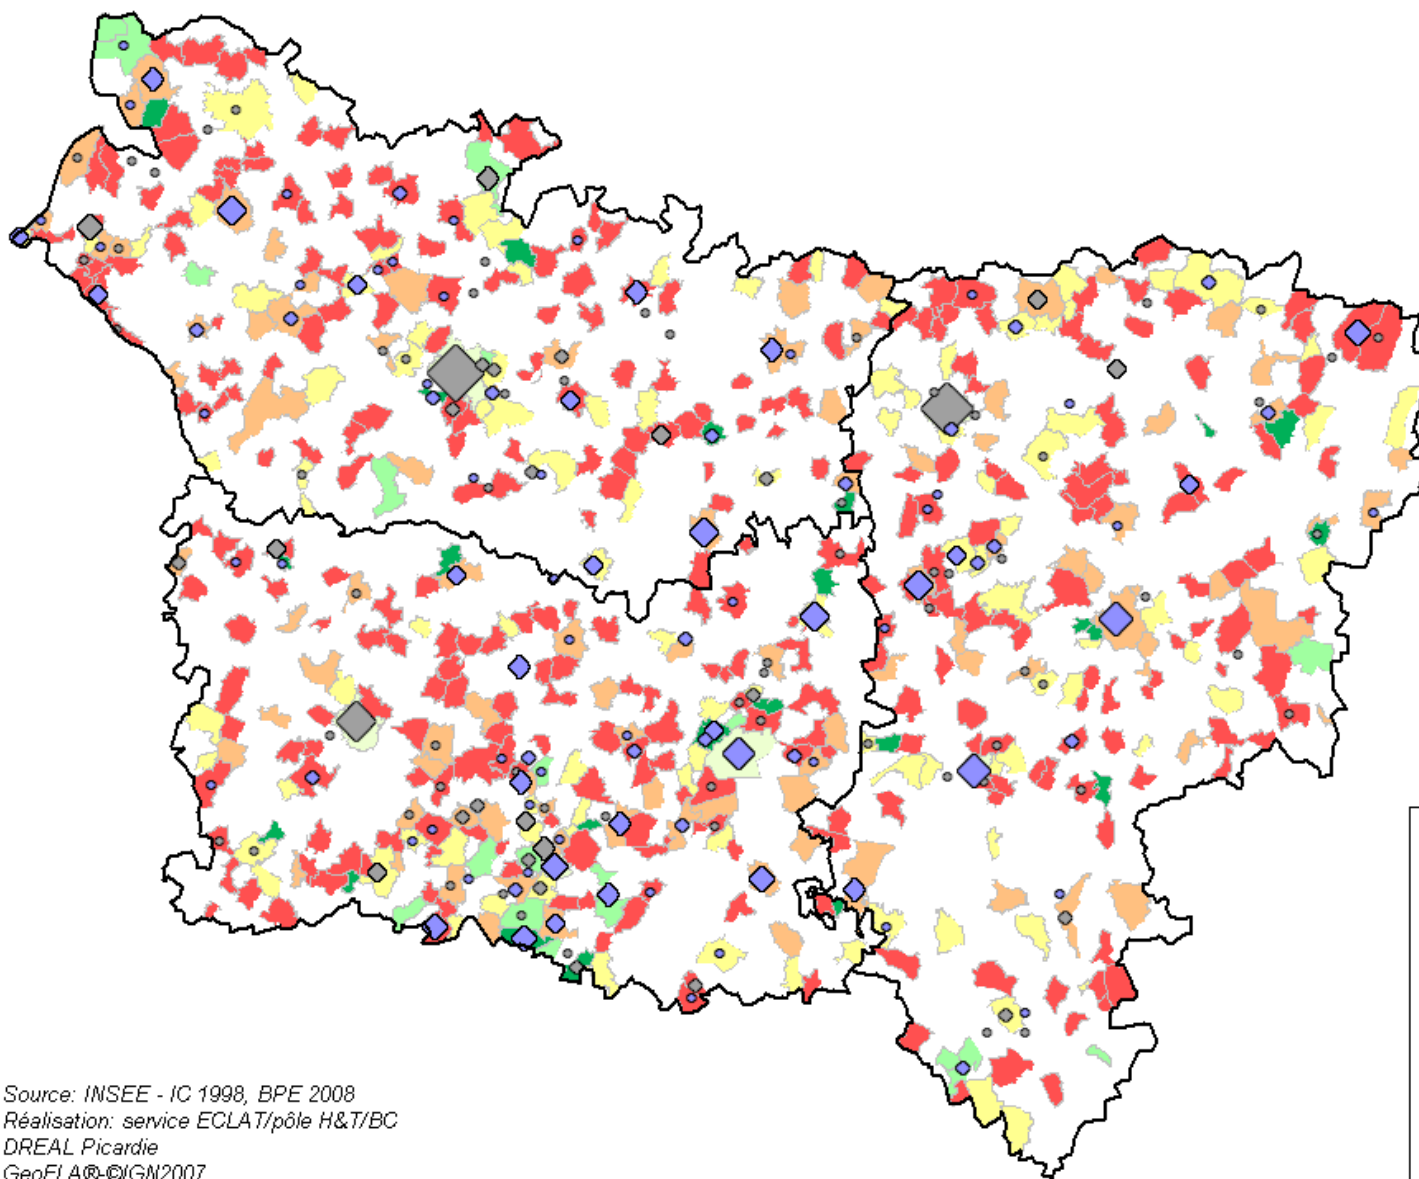 Source: INSEE - IC 1998, BPE 2008
Réalisation: service ECLAT/pôle H&T/BC
DREAL Picardie
GeoFLA®-©IGN2007